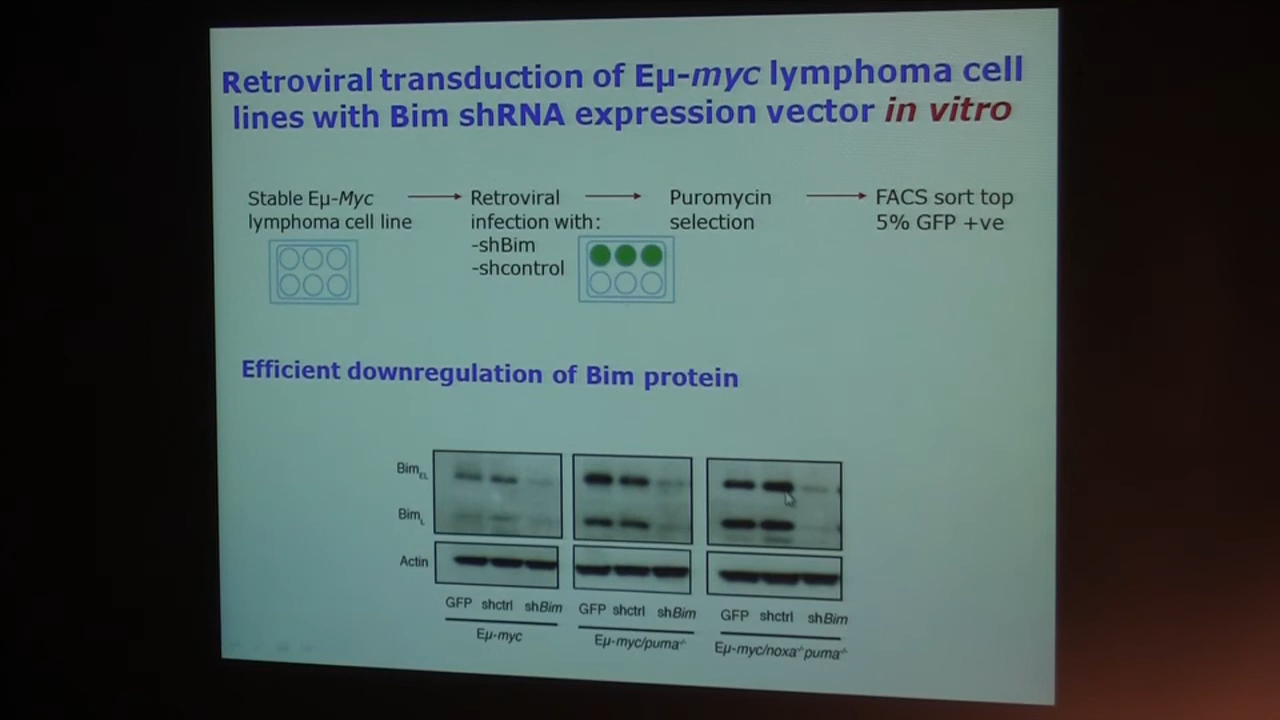 Retroviral transduction of Eμ-myc lymphoma cell
lines with Bim shRNA expression vector in vitro
Stable Eμ-Myc
lymphoma cell line
Retroviral
infection with:
-shBim
-shcontrol
Puromycin
selection
FACS sort top
5% GFP +ve
Efficient downregulation of Bim protein
Bim EL
Bim L
Actin
GFP shctrl shBim
Eμ-myc
GFP shctrl shBim
Eμ-myc/puma-/-
GFP shctrl shBim
Eμ-myc/noxa-/-puma-/-